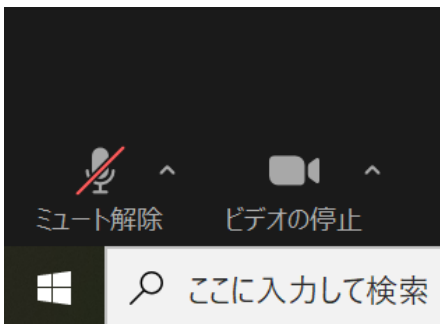 ミュート解除
ビデオの停止
ここに入力して検索